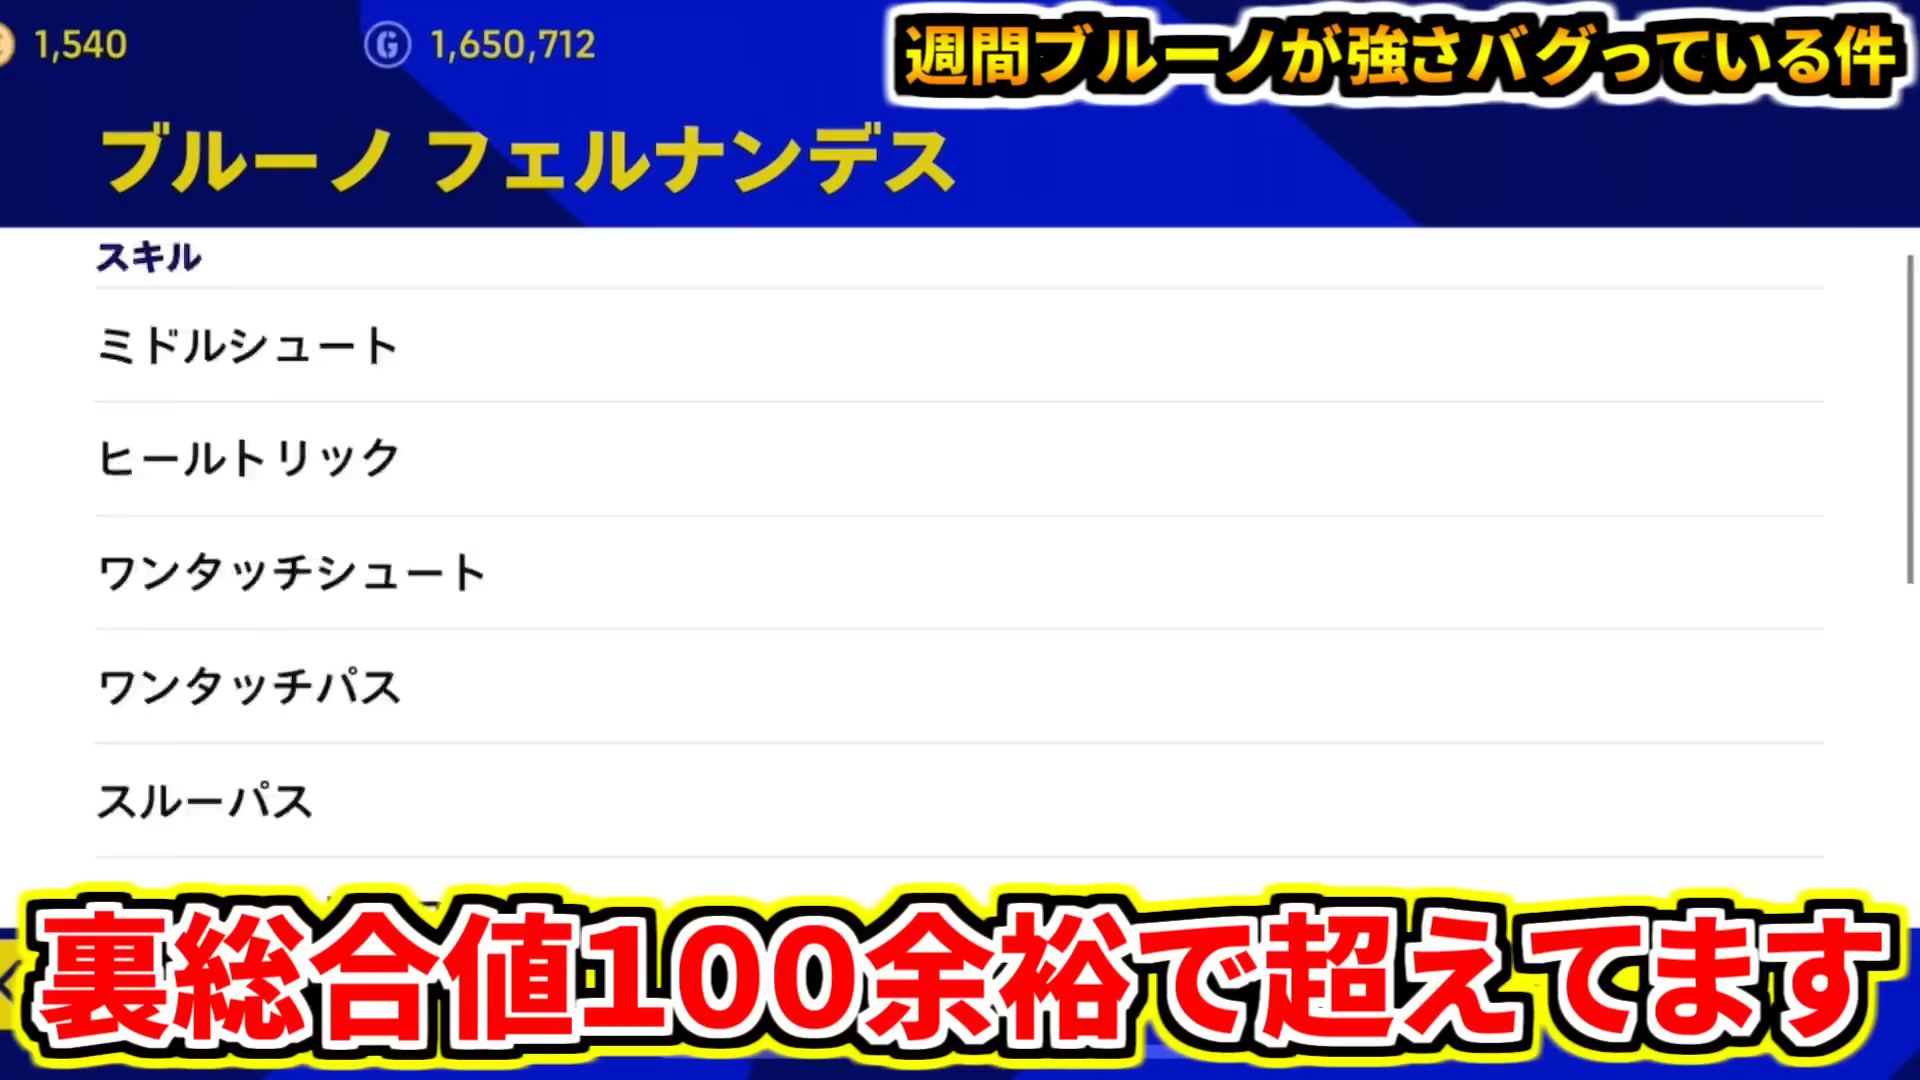 1,540
G 1,650,712
週間ブルーノが強さバグっている件
ブルーノ フェルナンデス
スキル
ミドルシュート
ヒールトリック
ワンタッチシュート
ワンタッチパス
スルーパス
裏総合値100余裕で超えてます